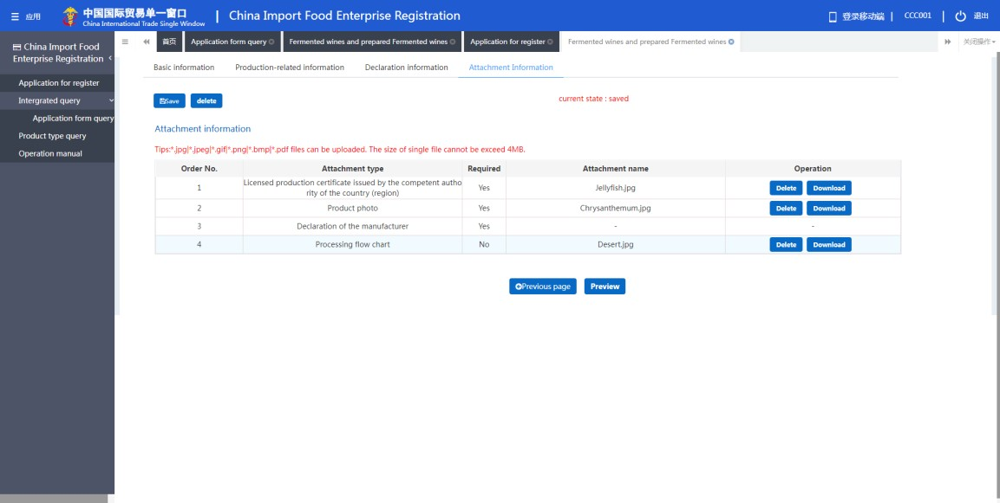 应用
中国国际贸易单一窗口
China International Trade Single Window
China Import Food Enterprise Registration
登录移动端
CCC001
退出
China Import Food
Enterprise Registration
Application for register
Intergrated query
Application form query
Product type query
Operation manual
首页
Application form query
Fermented wines and prepared Fermented wines
Application for register
Fermented wines and prepared Fermented wines
关闭操作
Basic information
Production-related information
Declaration information
Attachment Information
Save
delete
current state : saved
Attachment information
Tips:*.jpg|*.jpeg|*.gif|*.png|*.bmp|*.pdf files can be uploaded. The size of single file cannot be exceed 4MB.
Order No. Attachment type Required Attachment name Operation
1 Licensed production certificate issued by the competent autho
rity of the country (region) Yes Jellyfish.jpg Delete Download
2 Product photo Yes Chrysanthemum.jpg Delete Download
3 Declaration of the manufacturer Yes - -
4 Processing flow chart No Desert.jpg Delete Download
Previous page
Preview